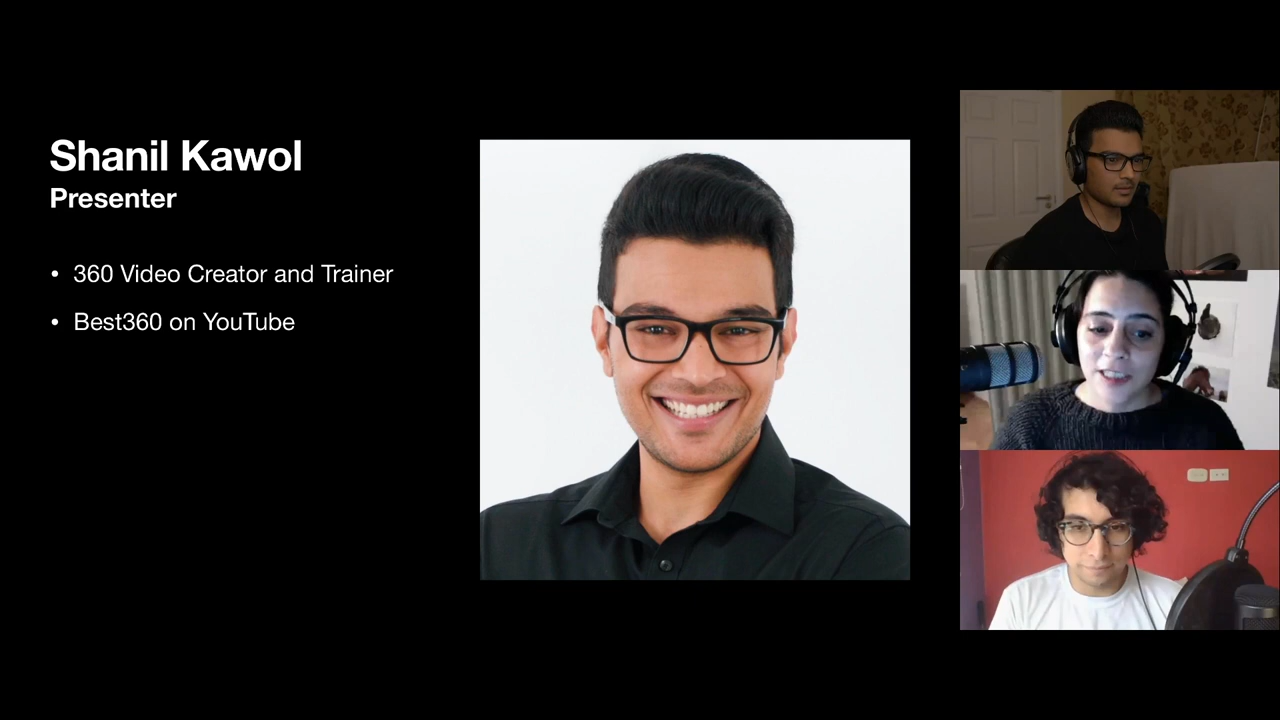 Shanil Kawol
Presenter
• 360 Video Creator and Trainer
• Best360 on YouTube